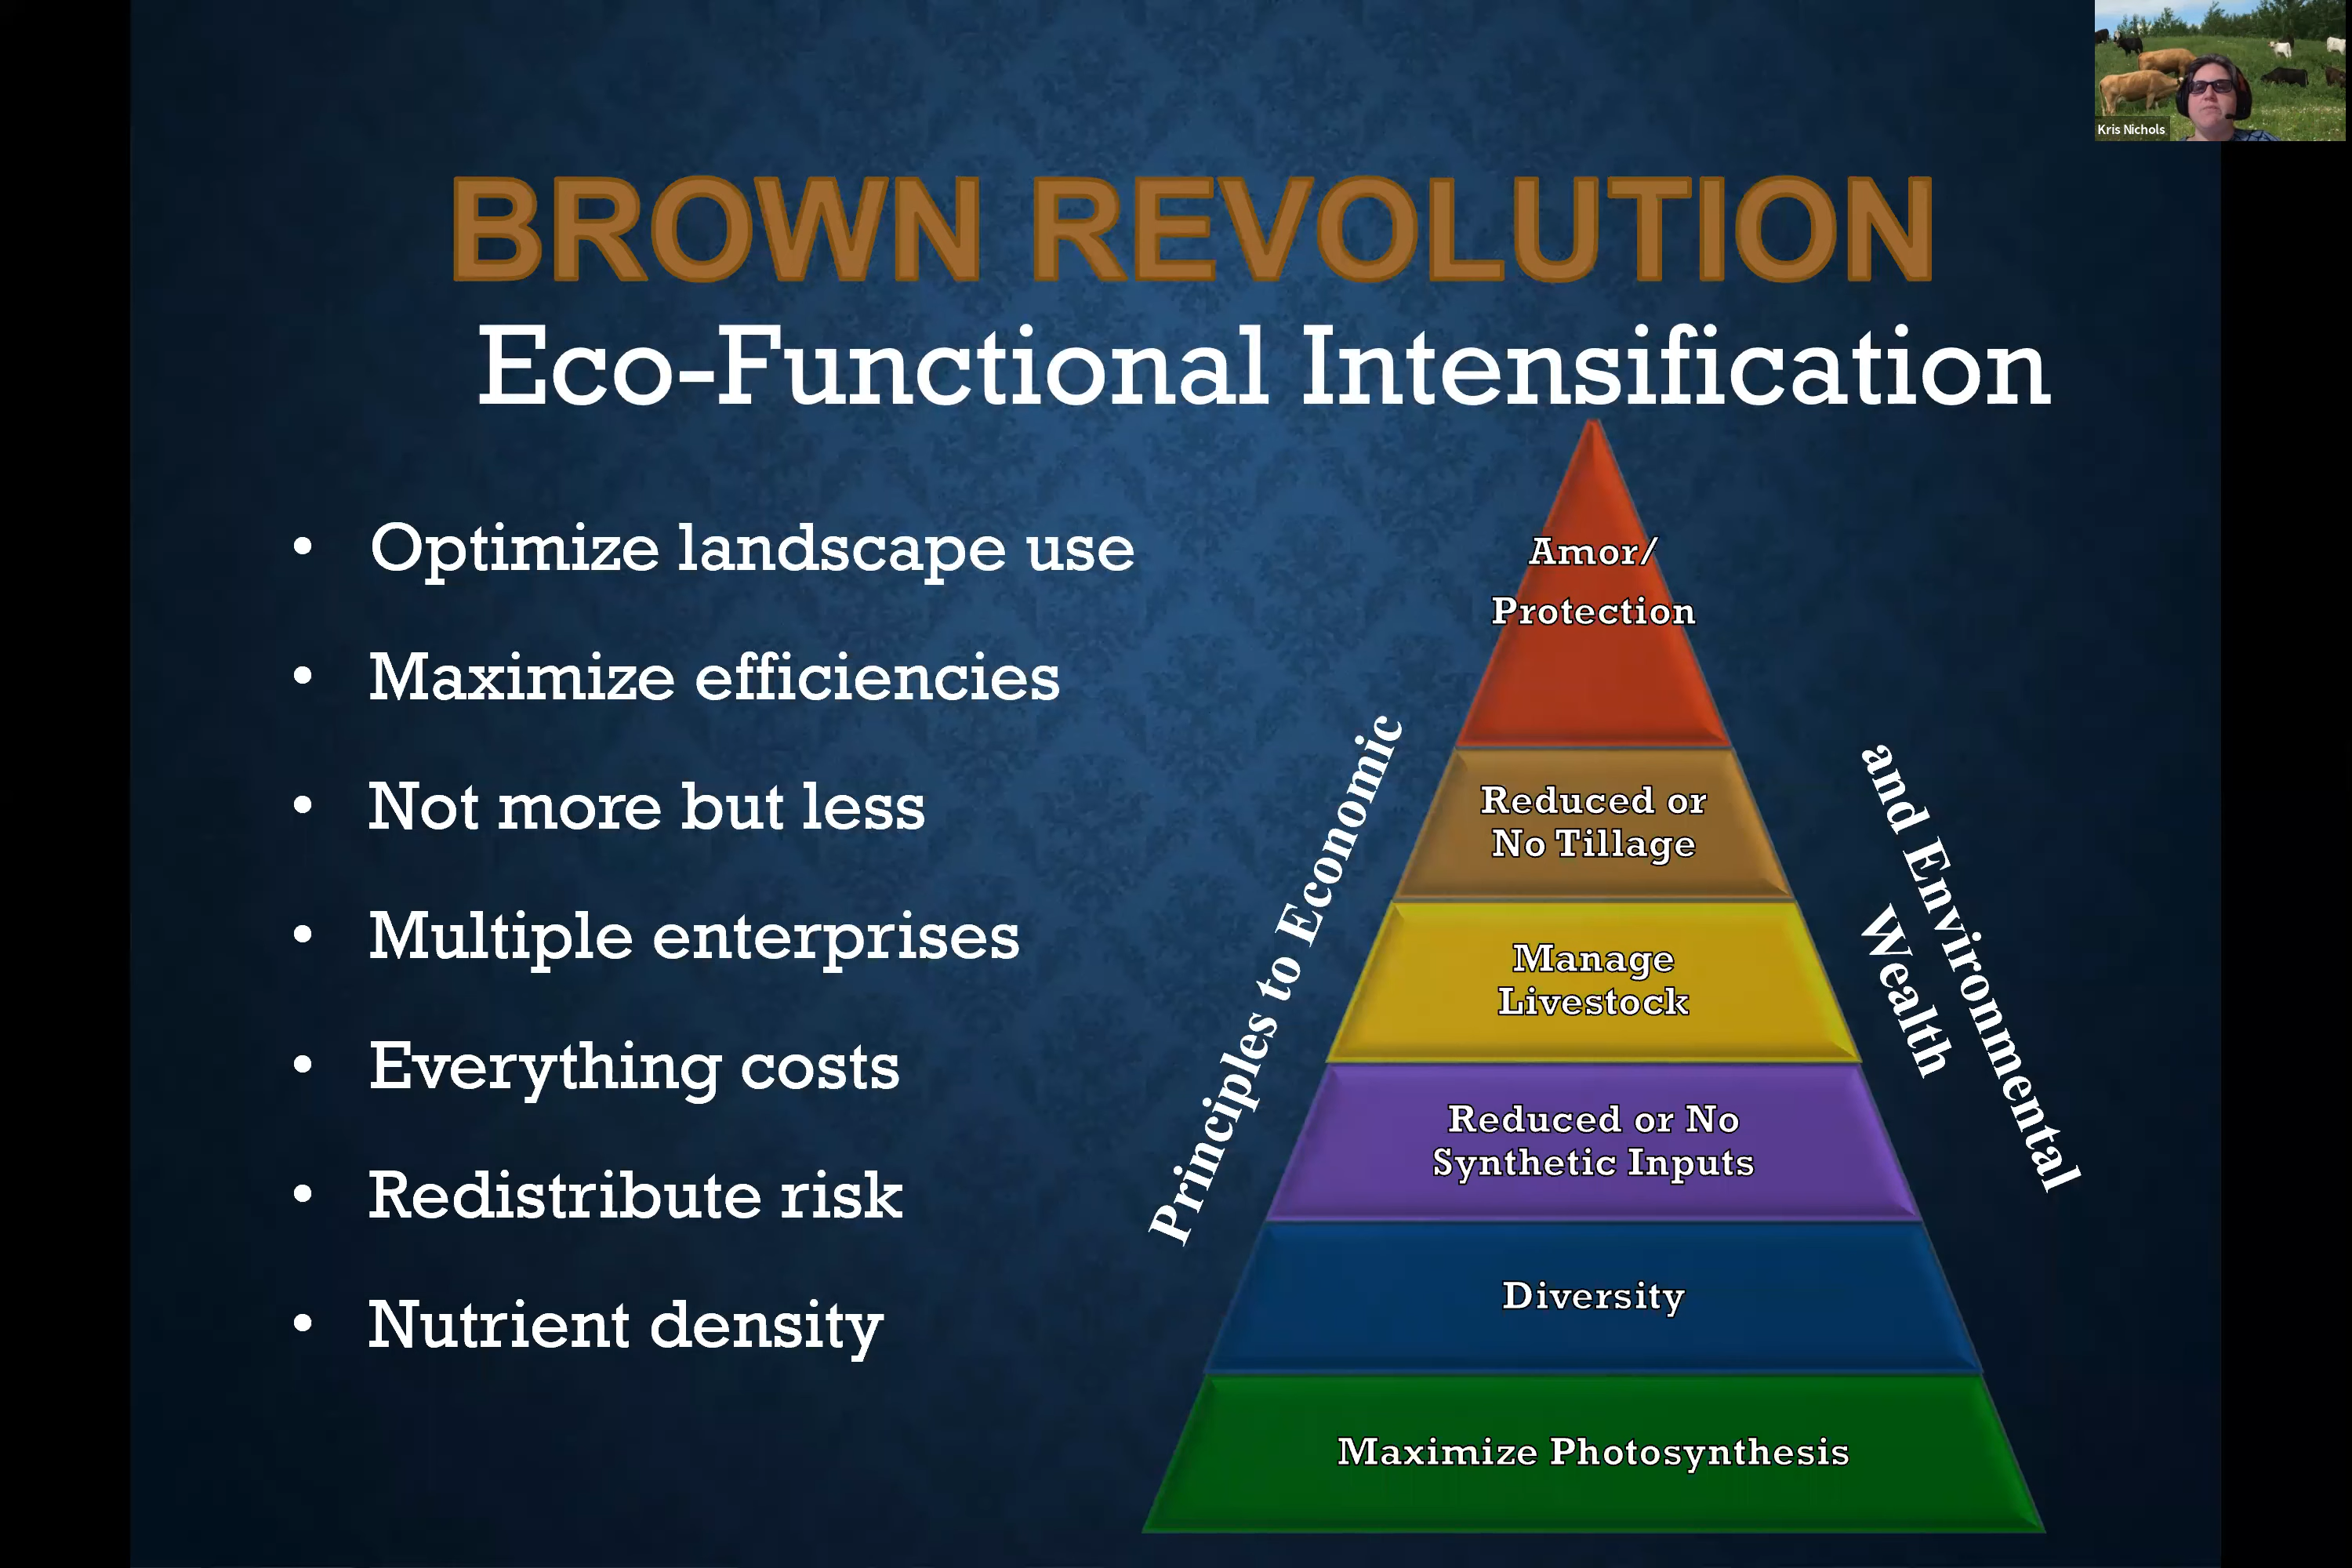 Kris Nichols
BROWN REVOLUTION
Eco-Functional Intensification
• Optimize landscape use
• Maximize efficiencies
• Not more but less
• Multiple enterprises
• Everything costs
• Redistribute risk
• Nutrient density
Principles to Economic
and Environmental
Wealth
Amor/
Protection
Reduced or
No Tillage
Manage
Livestock
Reduced or No
Synthetic Inputs
Diversity
Maximize Photosynthesis